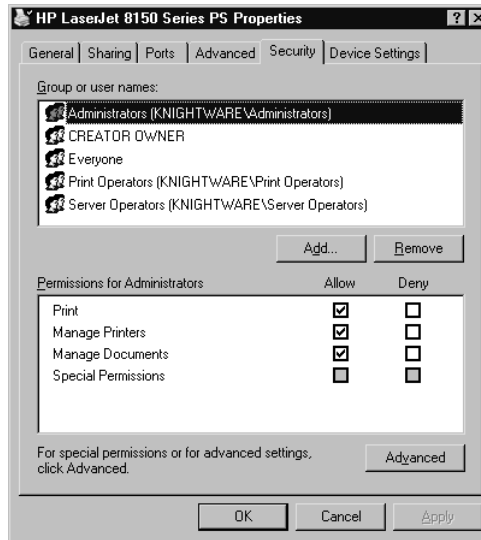 HP LaserJet 8150 Series PS Properties
General Sharing Ports Advanced Security Device Settings
Group or user names:
Administrators (KNIGHTWARE\Administrators)
CREATOR OWNER
Everyone
Print Operators (KNIGHTWARE\Print Operators)
Server Operators (KNIGHTWARE\Server Operators)
Add... Remove
Permissions for Administrators Allow Deny
Print
Manage Printers
Manage Documents
Special Permissions
For special permissions or for advanced settings,
click Advanced.
Advanced
OK Cancel Apply